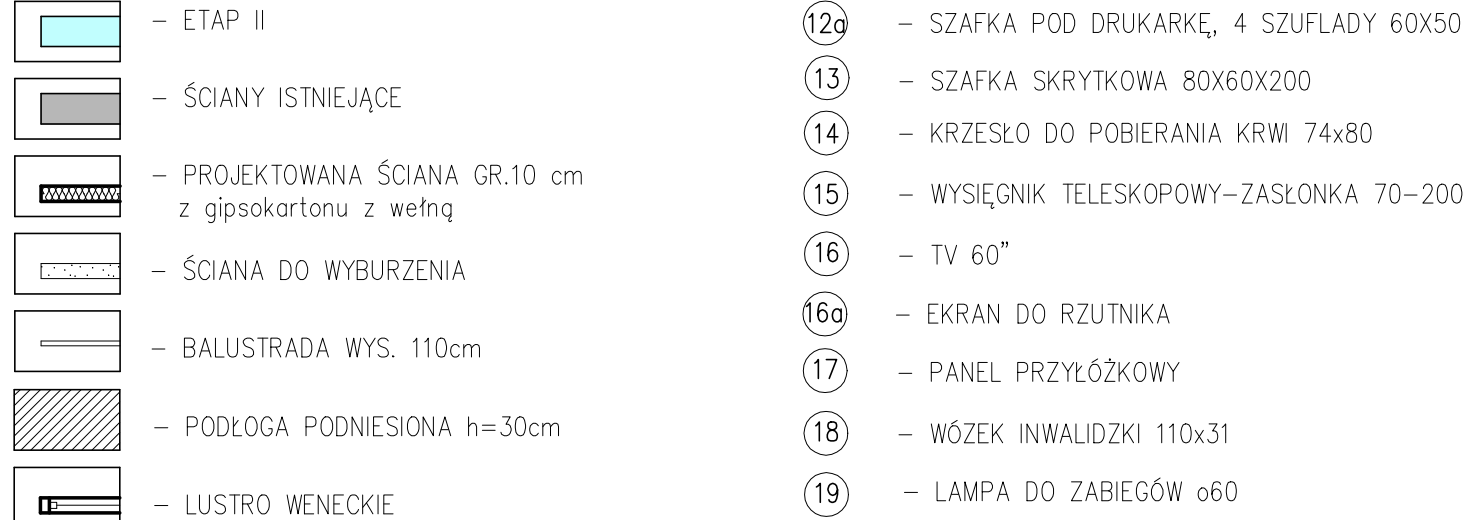 – ETAP II
– ŚCIANY ISTNIEJĄCE
– PROJEKTOWANA ŚCIANA GR.10 cm
z gipsokartonu z wełną
– ŚCIANA DO WYBURZENIA
– BALUSTRADA WYS. 110cm
– PODŁOGA PODNIESIONA h=30cm
– LUSTRO WENECKIE
12a – SZAFKA POD DRUKARKĘ, 4 SZUFLADY 60X50
13 – SZAFKA SKRYTKOWA 80X60X200
14 – KRZESŁO DO POBIERANIA KRWI 74x80
15 – WYSIĘGNIK TELESKOPOWY–ZASŁONKA 70–200
16 – TV 60”
16a – EKRAN DO RZUTNIKA
17 – PANEL PRZYŁÓŻKOWY
18 – WÓZEK INWALIDZKI 110x31
19 – LAMPA DO ZABIEGÓW o60